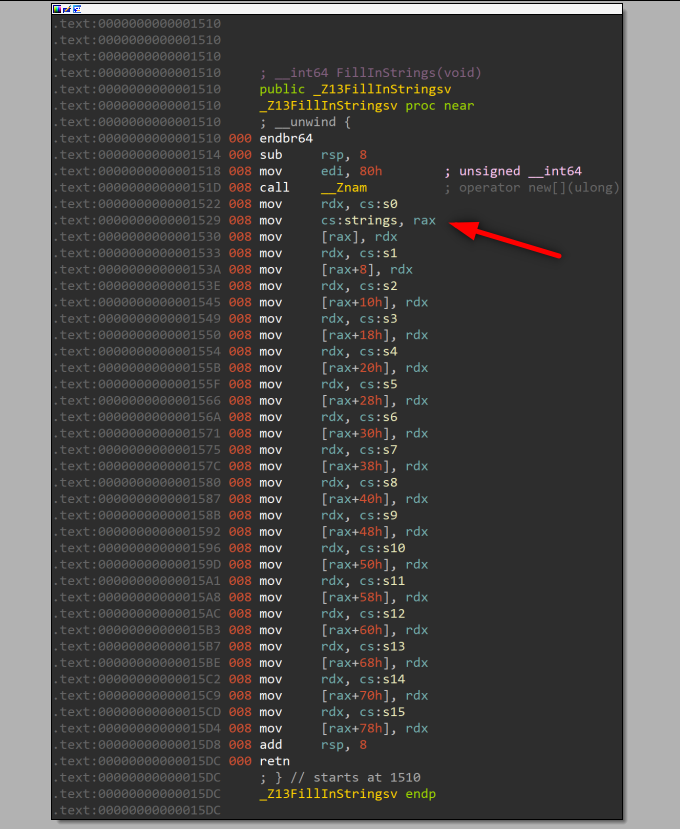 .text:0000000000001510
.text:0000000000001510
.text:0000000000001510
.text:0000000000001510 ; __int64 FillInStrings(void)
.text:0000000000001510 public _Z13FillInStringsv
.text:0000000000001510 _Z13FillInStringsv proc near
.text:0000000000001510 ; __unwind {
.text:0000000000001510 000 endbr64
.text:0000000000001514 000 sub rsp, 8
.text:0000000000001518 008 mov edi, 80h ; unsigned __int64
.text:000000000000151D 008 call __Znam ; operator new[](ulong)
.text:0000000000001522 008 mov rdx, cs:s0
.text:0000000000001529 008 mov cs:strings, rax
.text:0000000000001530 008 mov [rax], rdx
.text:0000000000001533 008 mov rdx, cs:s1
.text:000000000000153A 008 mov [rax+8], rdx
.text:000000000000153E 008 mov rdx, cs:s2
.text:0000000000001545 008 mov [rax+10h], rdx
.text:0000000000001549 008 mov rdx, cs:s3
.text:0000000000001550 008 mov [rax+18h], rdx
.text:0000000000001554 008 mov rdx, cs:s4
.text:000000000000155B 008 mov [rax+20h], rdx
.text:000000000000155F 008 mov rdx, cs:s5
.text:0000000000001566 008 mov [rax+28h], rdx
.text:000000000000156A 008 mov rdx, cs:s6
.text:0000000000001571 008 mov [rax+30h], rdx
.text:0000000000001575 008 mov rdx, cs:s7
.text:000000000000157C 008 mov [rax+38h], rdx
.text:0000000000001580 008 mov rdx, cs:s8
.text:0000000000001587 008 mov [rax+40h], rdx
.text:000000000000158B 008 mov rdx, cs:s9
.text:0000000000001592 008 mov [rax+48h], rdx
.text:0000000000001596 008 mov rdx, cs:s10
.text:000000000000159D 008 mov [rax+50h], rdx
.text:00000000000015A1 008 mov rdx, cs:s11
.text:00000000000015A8 008 mov [rax+58h], rdx
.text:00000000000015AC 008 mov rdx, cs:s12
.text:00000000000015B3 008 mov [rax+60h], rdx
.text:00000000000015B7 008 mov rdx, cs:s13
.text:00000000000015BE 008 mov [rax+68h], rdx
.text:00000000000015C2 008 mov rdx, cs:s14
.text:00000000000015C9 008 mov [rax+70h], rdx
.text:00000000000015CD 008 mov rdx, cs:s15
.text:00000000000015D4 008 mov [rax+78h], rdx
.text:00000000000015D8 008 add rsp, 8
.text:00000000000015DC 000 retn
.text:00000000000015DC ; } // starts at 1510
.text:00000000000015DC _Z13FillInStringsv endp
.text:00000000000015DC